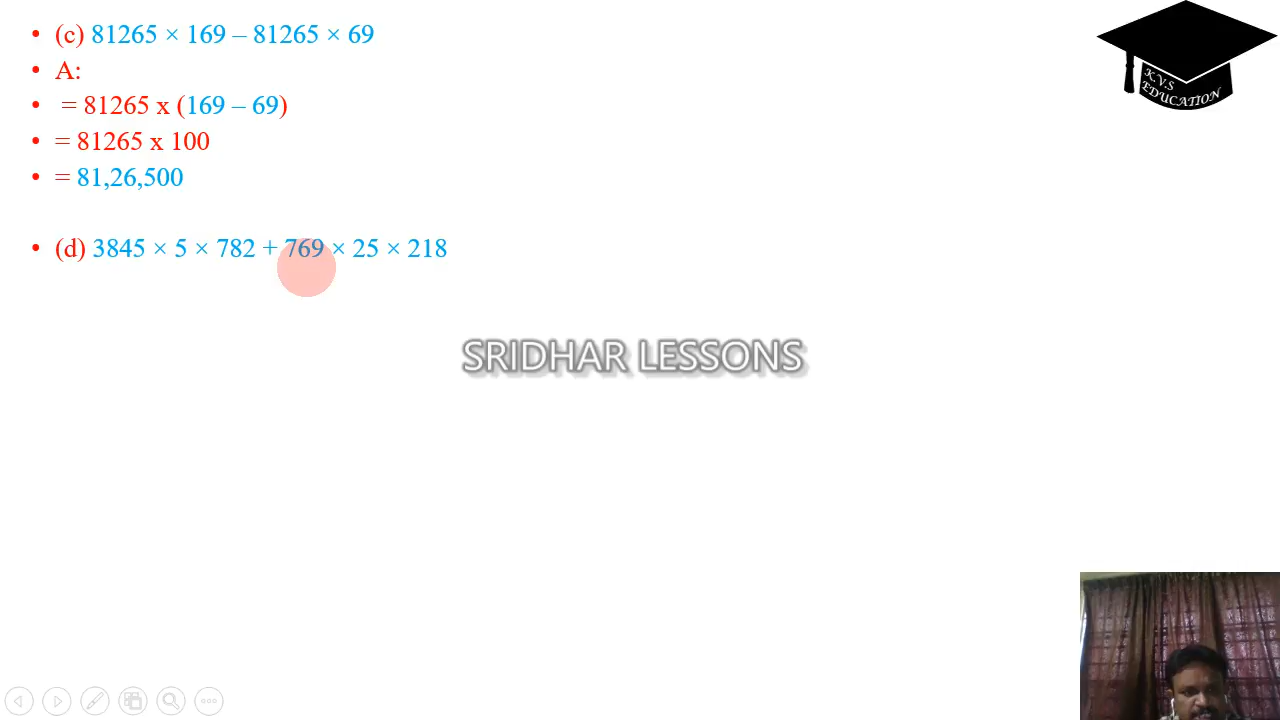 • (c) 81265 × 169 – 81265 × 69
• A:
• = 81265 x (169 – 69)
• = 81265 x 100
• = 81,26,500
• (d) 3845 × 5 × 782 + 769 × 25 × 218
K.V.S
EDUCATION
SRIDHAR LESSONS